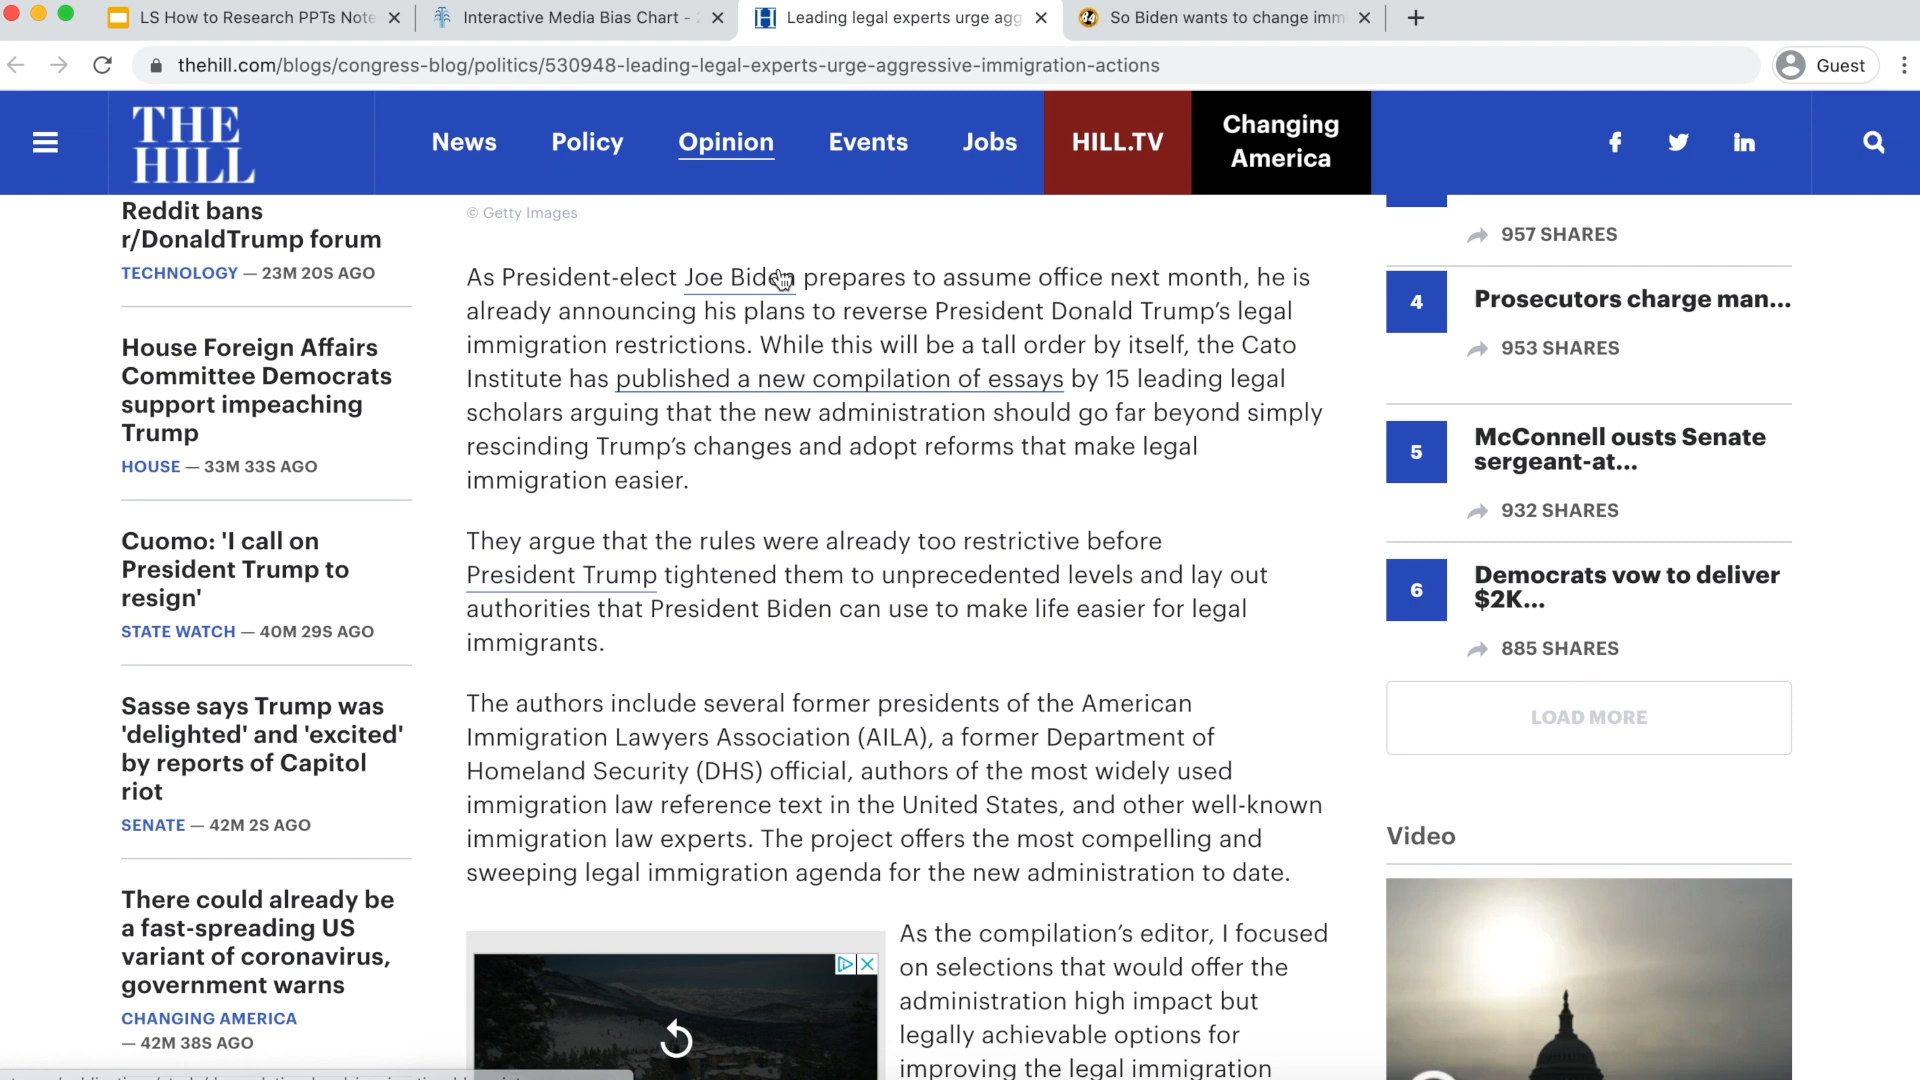 LS How to Research PPTs Note
Interactive Media Bias Chart -
Leading legal experts urge agg
So Biden wants to change imm
thehill.com/blogs/congress-blog/politics/530948-leading-legal-experts-urge-aggressive-immigration-actions
Guest
THE
HILL
News
Policy
Opinion
Events
Jobs
HILL.TV
Changing
America
Reddit bans
r/DonaldTrump forum
TECHNOLOGY — 23M 20S AGO
House Foreign Affairs
Committee Democrats
support impeaching
Trump
HOUSE — 33M 33S AGO
Cuomo: 'I call on
President Trump to
resign'
STATE WATCH — 40M 29S AGO
Sasse says Trump was
'delighted' and 'excited'
by reports of Capitol
riot
SENATE — 42M 2S AGO
There could already be
a fast-spreading US
variant of coronavirus,
government warns
CHANGING AMERICA
— 42M 38S AGO
© Getty Images
As President-elect Joe Biden prepares to assume office next month, he is
already announcing his plans to reverse President Donald Trump’s legal
immigration restrictions. While this will be a tall order by itself, the Cato
Institute has published a new compilation of essays by 15 leading legal
scholars arguing that the new administration should go far beyond simply
rescinding Trump’s changes and adopt reforms that make legal
immigration easier.
They argue that the rules were already too restrictive before
President Trump tightened them to unprecedented levels and lay out
authorities that President Biden can use to make life easier for legal
immigrants.
The authors include several former presidents of the American
Immigration Lawyers Association (AILA), a former Department of
Homeland Security (DHS) official, authors of the most widely used
immigration law reference text in the United States, and other well-known
immigration law experts. The project offers the most compelling and
sweeping legal immigration agenda for the new administration to date.
As the compilation’s editor, I focused
on selections that would offer the
administration high impact but
legally achievable options for
improving the legal immigration
957 SHARES
4
Prosecutors charge man...
953 SHARES
5
McConnell ousts Senate
sergeant-at...
932 SHARES
6
Democrats vow to deliver
$2K...
885 SHARES
LOAD MORE
Video